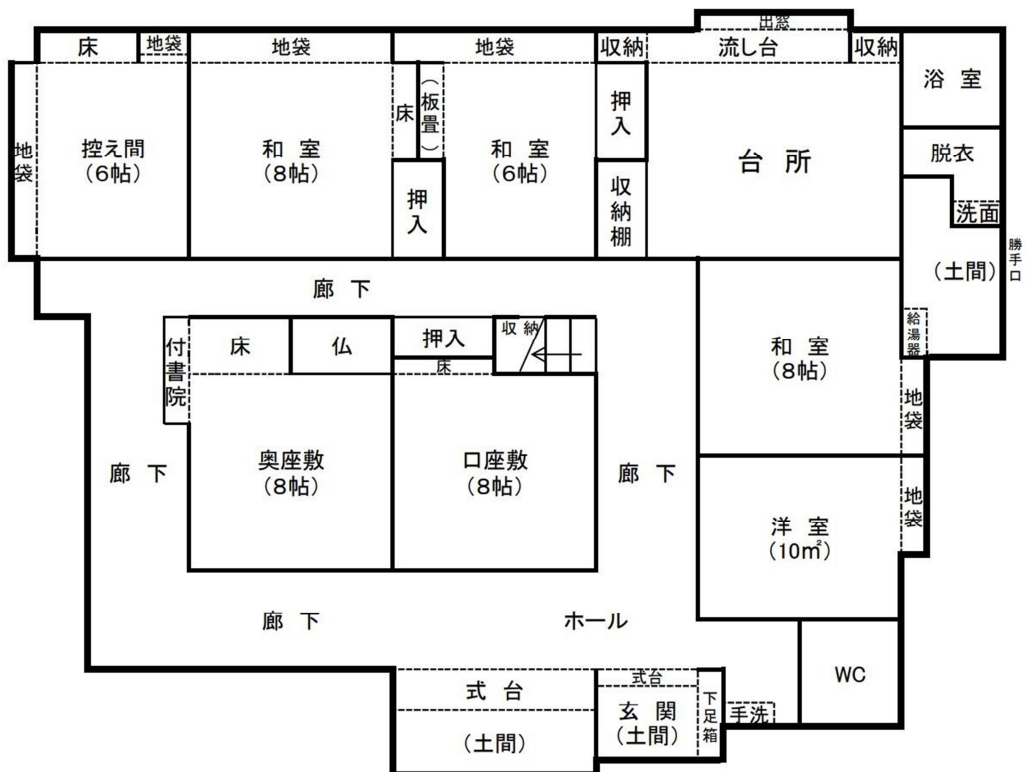 出窓
床
地袋
地袋
地袋
収納
流し台
収納
地袋
控え間
(6帖)
和 室
(8帖)
床
(板畳)
押入
和 室
(6帖)
押入
収納棚
台 所
浴 室
脱衣
洗面
(土間)
勝手口
給湯器
廊 下
付書院
床
仏
押入
床
収 納
和 室
(8帖)
地袋
廊 下
奥座敷
(8帖)
口座敷
(8帖)
廊 下
洋 室
(10㎡)
地袋
廊 下
ホール
式 台
(土間)
式台
玄 関
(土間)
下足箱
手洗
WC